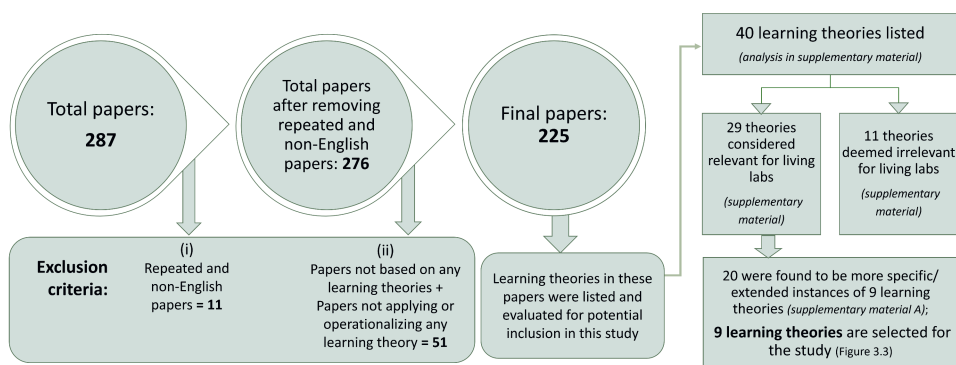 Total papers:
287
Total papers
after removing
repeated and
non-English
papers: 276
Final papers:
225
Exclusion
criteria:
(i)
Repeated and
non-English
papers = 11
(ii)
Papers not based on any
learning theories +
Papers not applying or
operationalizing any
learning theory = 51
Learning theories in these
papers were listed and
evaluated for potential
inclusion in this study
40 learning theories listed
(analysis in supplementary material)
29 theories
considered
relevant for living
labs
(supplementary
material)
11 theories
deemed irrelevant
for living labs
(supplementary
material)
20 were found to be more specific/
extended instances of 9 learning
theories (supplementary material A);
9 learning theories are selected for
the study (Figure 3.3)